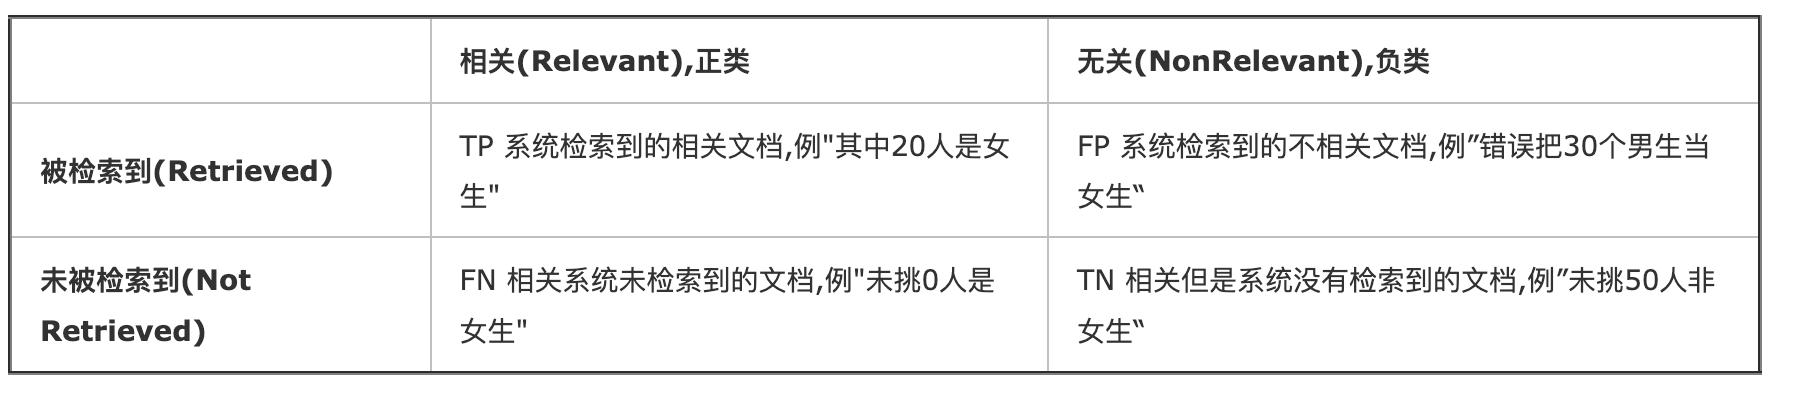 相关(Relevant),正类
无关(NonRelevant),负类
被检索到(Retrieved)
TP 系统检索到的相关文档,例"其中20人是女
生"
FP 系统检索到的不相关文档,例”错误把30个男生当
女生“
未被检索到(Not
Retrieved)
FN 相关系统未检索到的文档,例"未挑0人是
女生"
TN 相关但是系统没有检索到的文档,例”未挑50人非
女生“